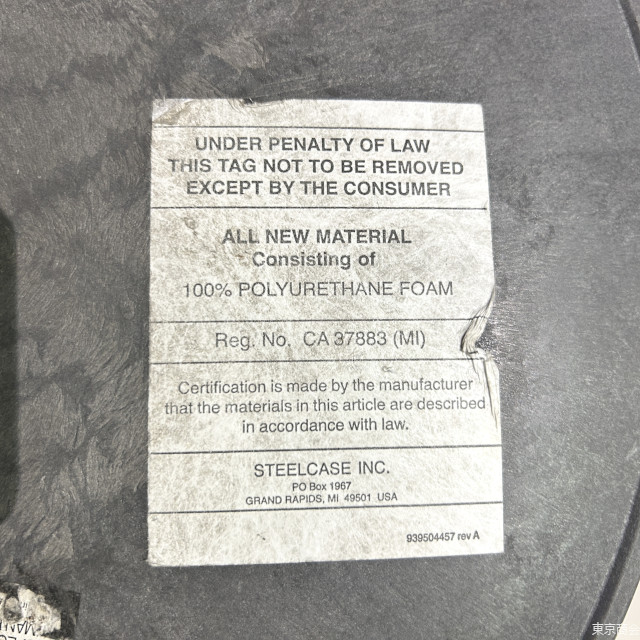 UNDER PENALTY OF LAW
THIS TAG NOT TO BE REMOVED
EXCEPT BY THE CONSUMER
ALL NEW MATERIAL
Consisting of
100% POLYURETHANE FOAM
Reg. No. CA 37883 (MI)
Certification is made by the manufacturer
that the materials in this article are described
in accordance with law.
STEELCASE INC.
PO Box 1967
GRAND RAPIDS, MI 49501 USA
939504457 rev A
東京